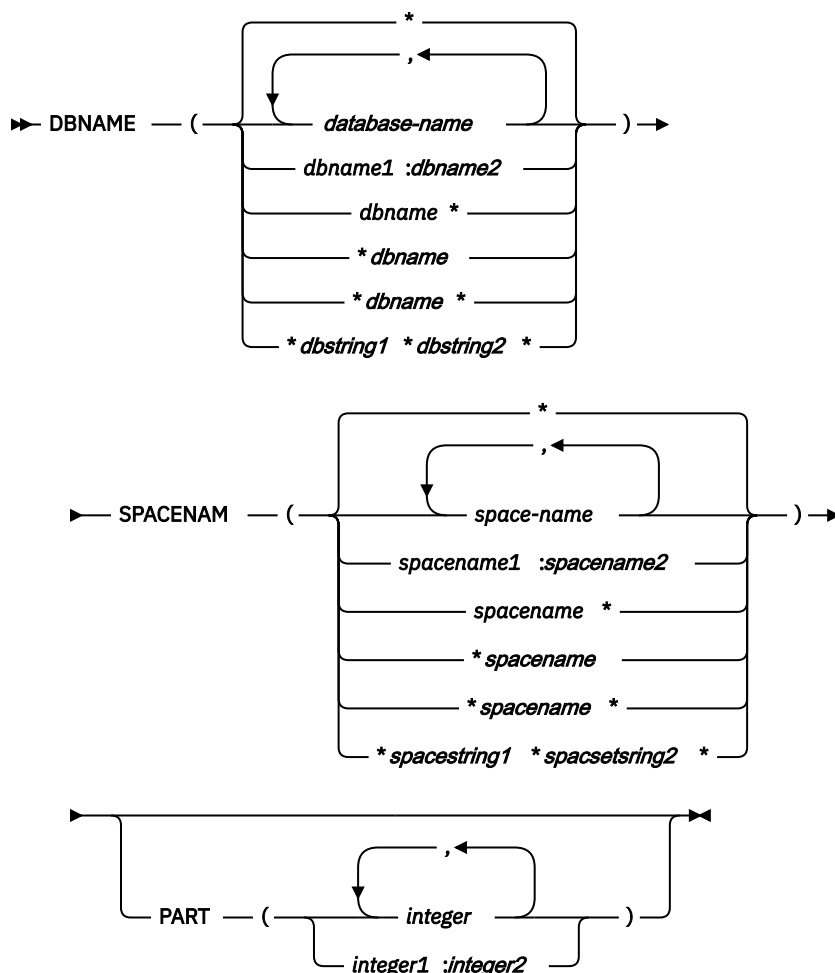 *
,
DBNAME ( database-name )
dbname1 :dbname2
dbname *
* dbname
* dbname *
* dbstring1 * dbstring2 *
*
,
SPACENAM ( space-name )
spacename1 :spacename2
spacename *
* spacename
* spacename *
* spacestring1 * spacsetsring2 *
,
PART ( integer )
integer1 :integer2